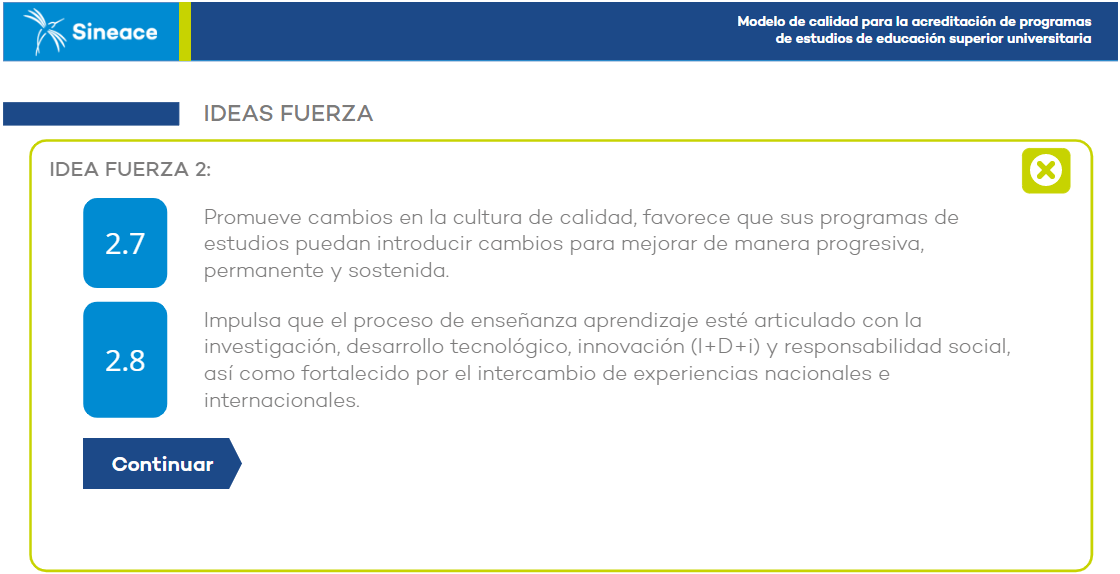 Sineace
Modelo de calidad para la acreditación de programas
de estudios de educación superior universitaria
IDEAS FUERZA
IDEA FUERZA 2:
2.7
Promueve cambios en la cultura de calidad, favorece que sus programas de
estudios puedan introducir cambios para mejorar de manera progresiva,
permanente y sostenida.
2.8
Impulsa que el proceso de enseñanza aprendizaje esté articulado con la
investigación, desarrollo tecnológico, innovación (I+D+i) y responsabilidad social,
así como fortalecido por el intercambio de experiencias nacionales e
internacionales.
Continuar